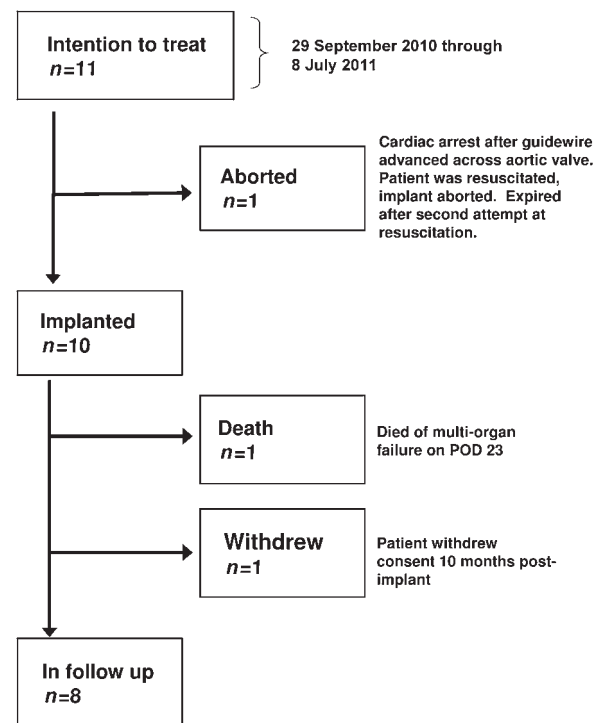 Intention to treat
n=11
29 September 2010 through
8 July 2011
Cardiac arrest after guidewire
advanced across aortic valve.
Patient was resuscitated,
implant aborted. Expired
after second attempt at
resuscitation.
Aborted
n=1
Implanted
n=10
Death
n=1
Died of multi-organ
failure on POD 23
Withdrew
n=1
Patient withdrew
consent 10 months post-
implant
In follow up
n=8